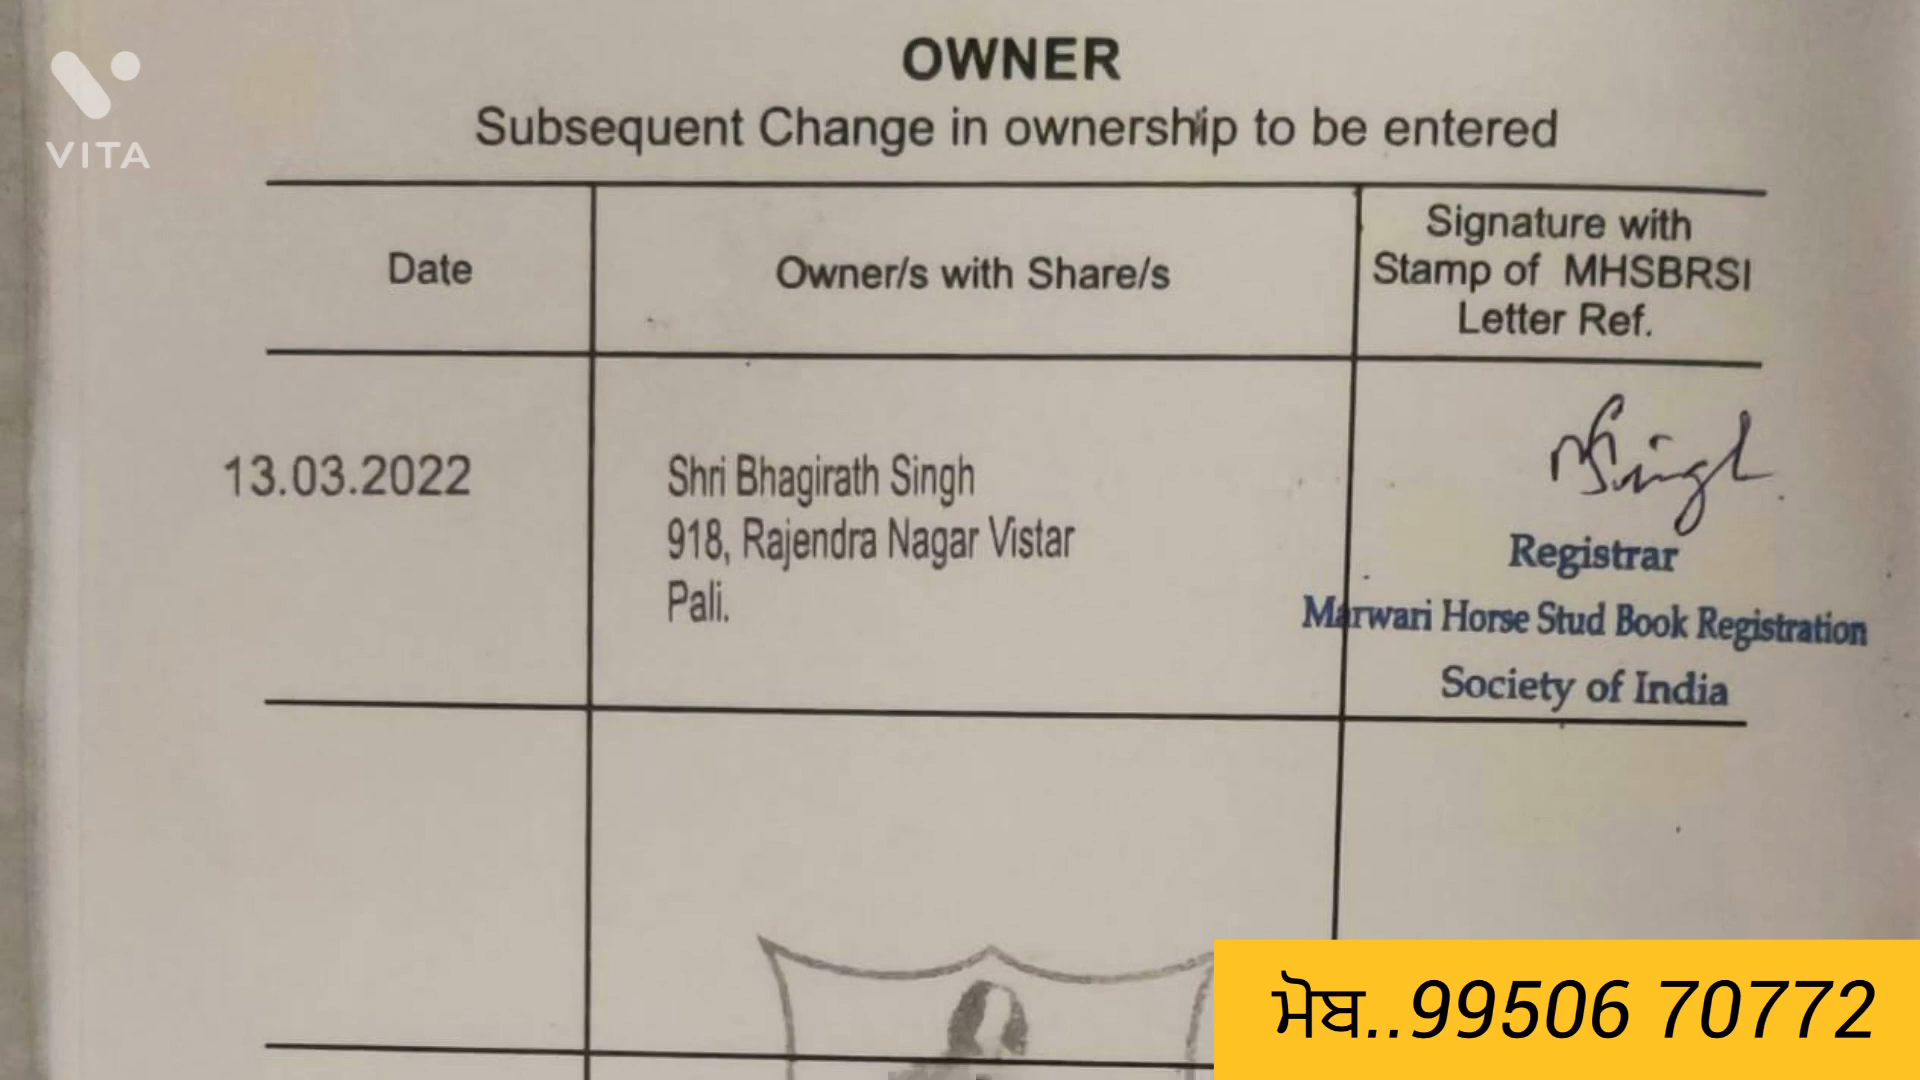 VITA
OWNER
Subsequent Change in ownership to be entered
Date
Owner/s with Share/s
Signature with
Stamp of MHSBRSI
Letter Ref.
13.03.2022
Shri Bhagirath Singh
918, Rajendra Nagar Vistar
Pali.
Singh
Registrar
Marwari Horse Stud Book Registration
Society of India
ਮੋਬ..99506 70772